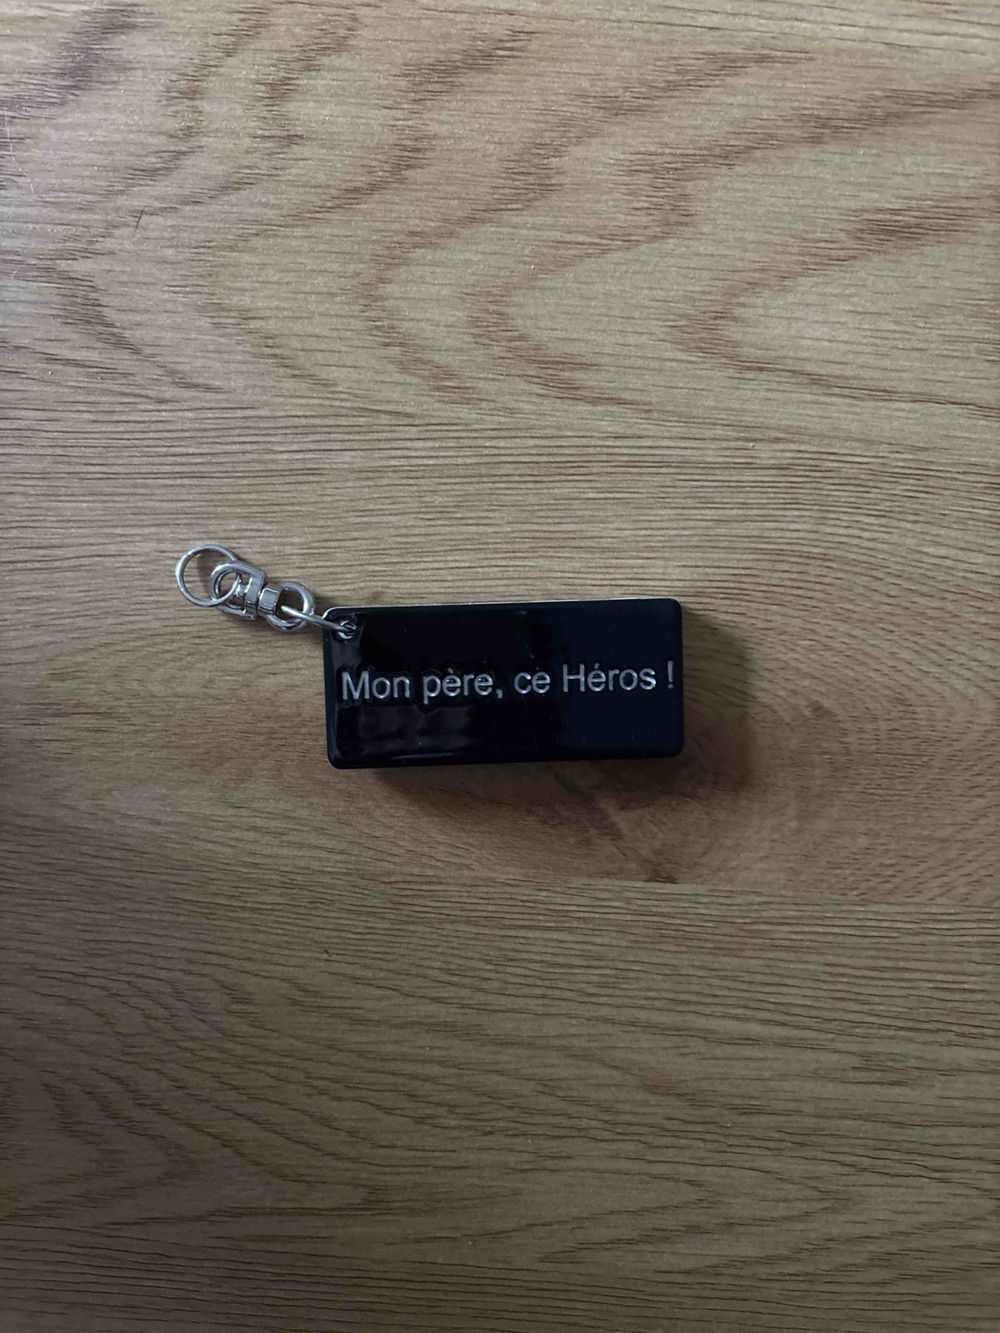 Mon père, ce Héros !